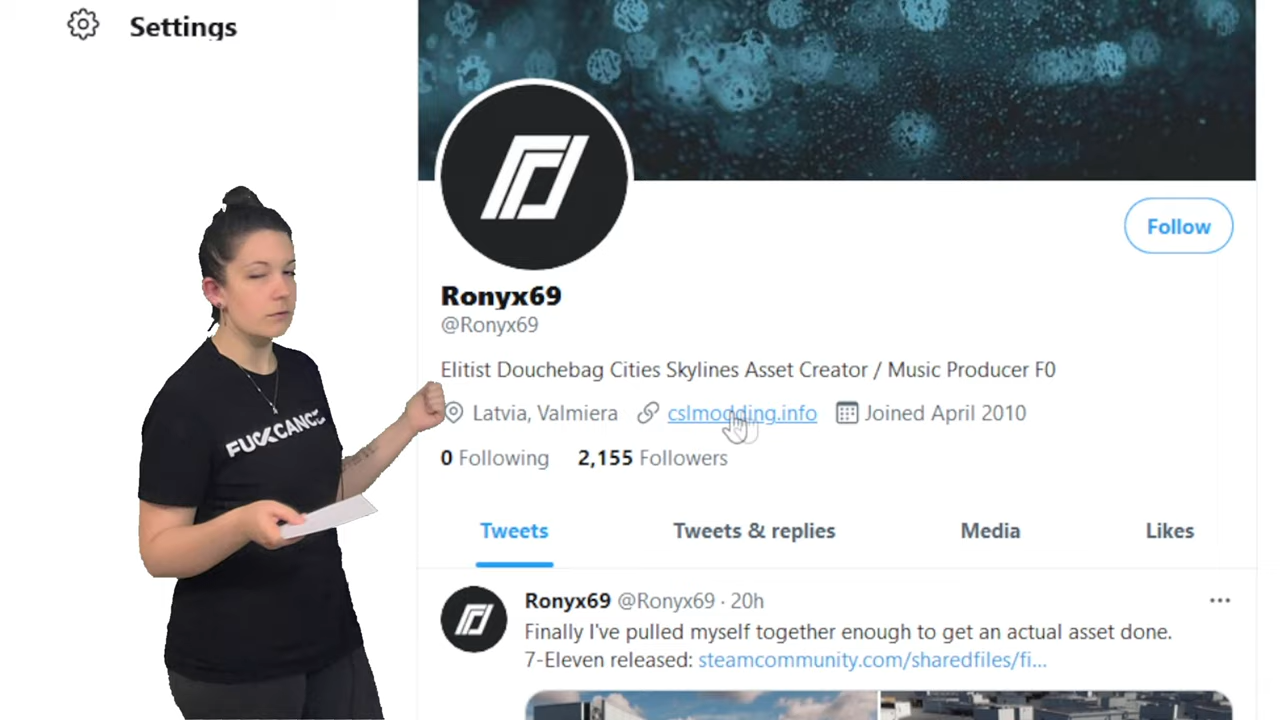 Settings
Follow
Ronyx69
@Ronyx69
Elitist Douchebag Cities Skylines Asset Creator / Music Producer F0
Latvia, Valmiera cslmodding.info Joined April 2010
0 Following 2,155 Followers
FUCK CANCE
Tweets Tweets & replies Media Likes
Ronyx69 @Ronyx69 · 20h
Finally I've pulled myself together enough to get an actual asset done.
7-Eleven released: steamcommunity.com/sharedfiles/fi...